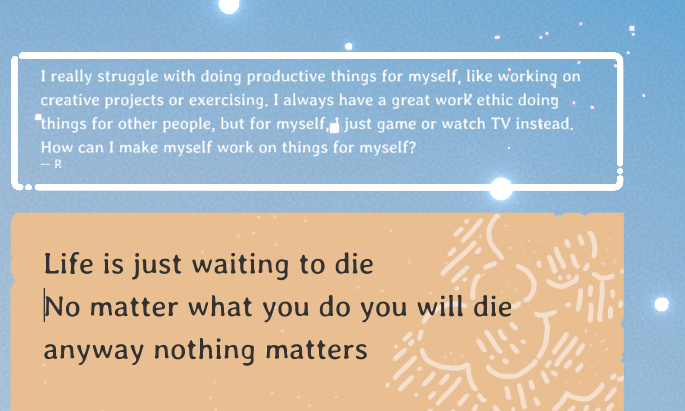 I really struggle with doing productive things for myself, like working on
creative projects or exercising. I always have a great work ethic doing
things for other people, but for myself, I just game or watch TV instead.
How can I make myself work on things for myself?
-- R
Life is just waiting to die
No matter what you do you will die
anyway nothing matters